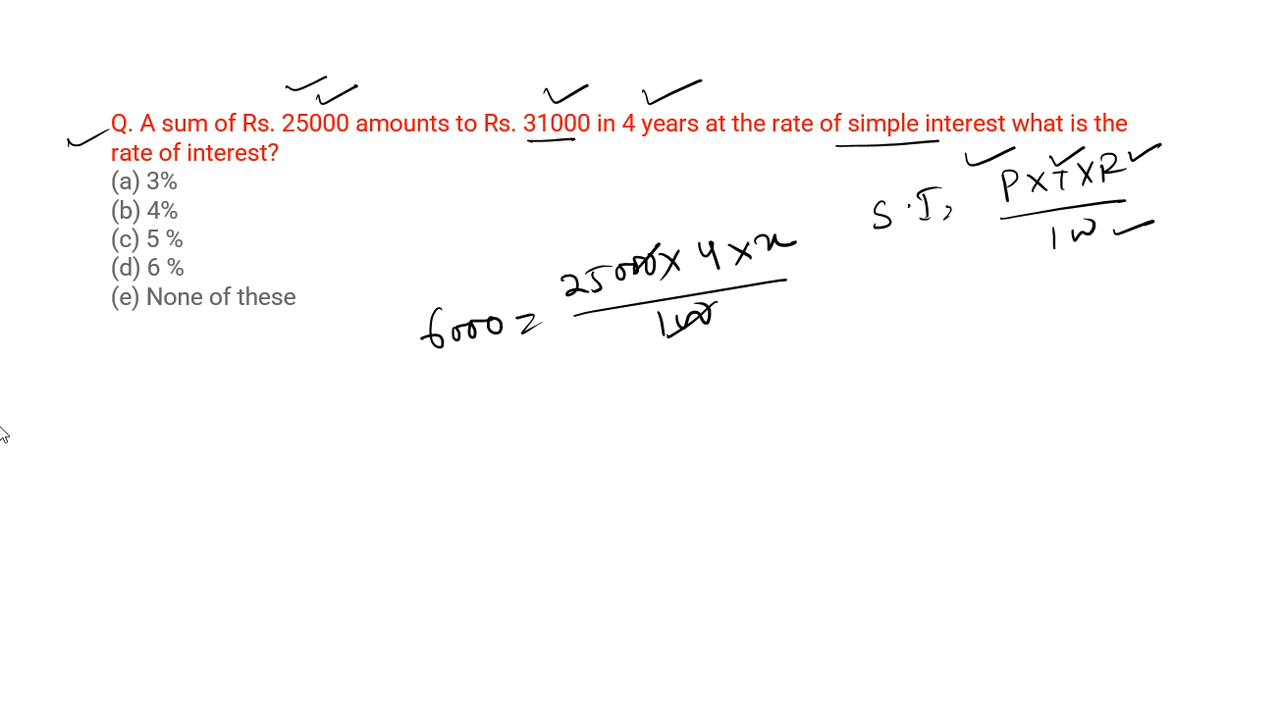 Q. A sum of Rs. 25000 amounts to Rs. 31000 in 4 years at the rate of simple interest what is the
rate of interest?
(a) 3%
(b) 4%
(c) 5 %
(d) 6 %
(e) None of these
S.I, P×T×R
100
6000 = 25000× 4 × x
100